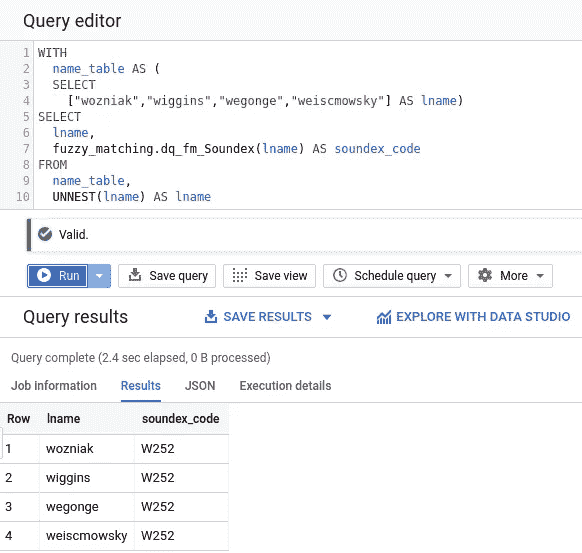 Query editor
1 WITH
2 name_table AS (
3 SELECT
4 ["wozniak","wiggins","wegonge","weiscmowsky"] AS lname)
5 SELECT
6 lname,
7 fuzzy_matching.dq_fm_Soundex(lname) AS soundex_code
8 FROM
9 name_table,
10 UNNEST(lname) AS lname
Valid.
Run Save query Save view Schedule query More
Query results SAVE RESULTS EXPLORE WITH DATA STUDIO
Query complete (2.4 sec elapsed, 0 B processed)
Job information Results JSON Execution details
Row lname soundex_code
1 wozniak W252
2 wiggins W252
3 wegonge W252
4 weiscmowsky W252